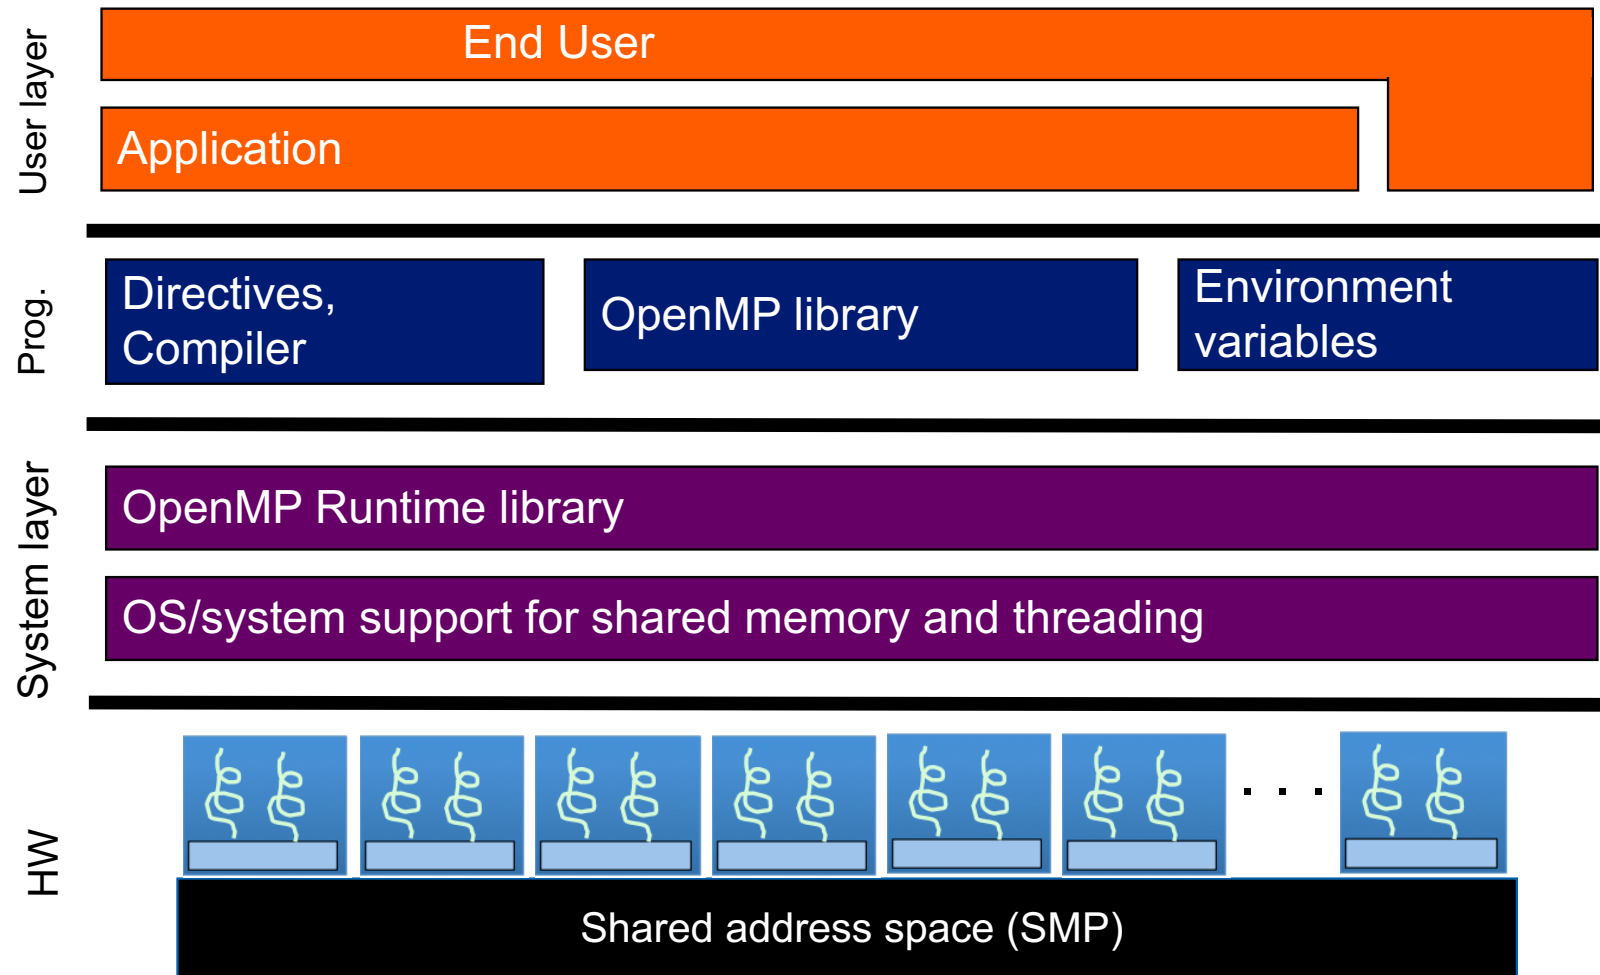 User layer
End User
Application
Prog.
Directives,
Compiler
OpenMP library
Environment
variables
System layer
OpenMP Runtime library
OS/system support for shared memory and threading
HW
. . .
Shared address space (SMP)